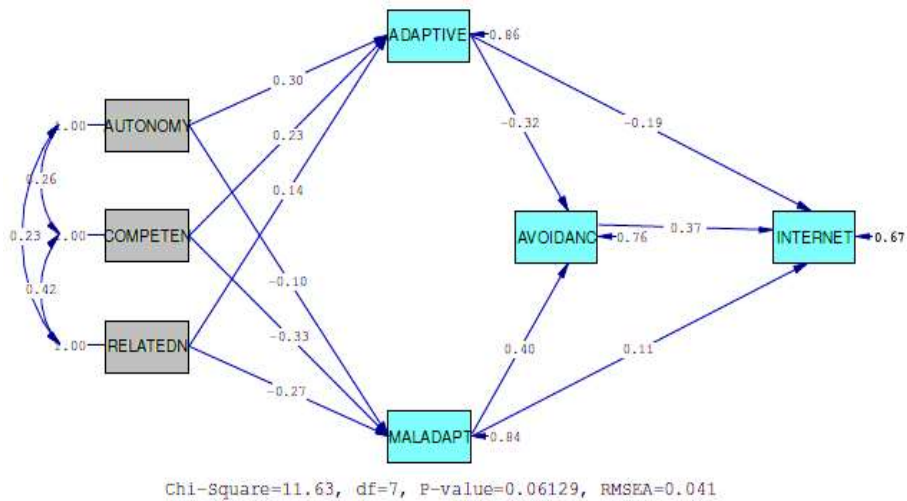 ADAPTIVE
0.86
0.30
-0.32
-0.19
1.00
AUTONOMY
0.23
0.26
0.14
COMPETEN
0.23
AVOIDANC
0.76
0.37
INTERNET
0.67
0.42
-0.10
-0.33
RELATEDN
0.40
0.11
-0.27
MALADAPT
0.84
Chi-Square=11.63, df=7, P-value=0.06129, RMSEA=0.041